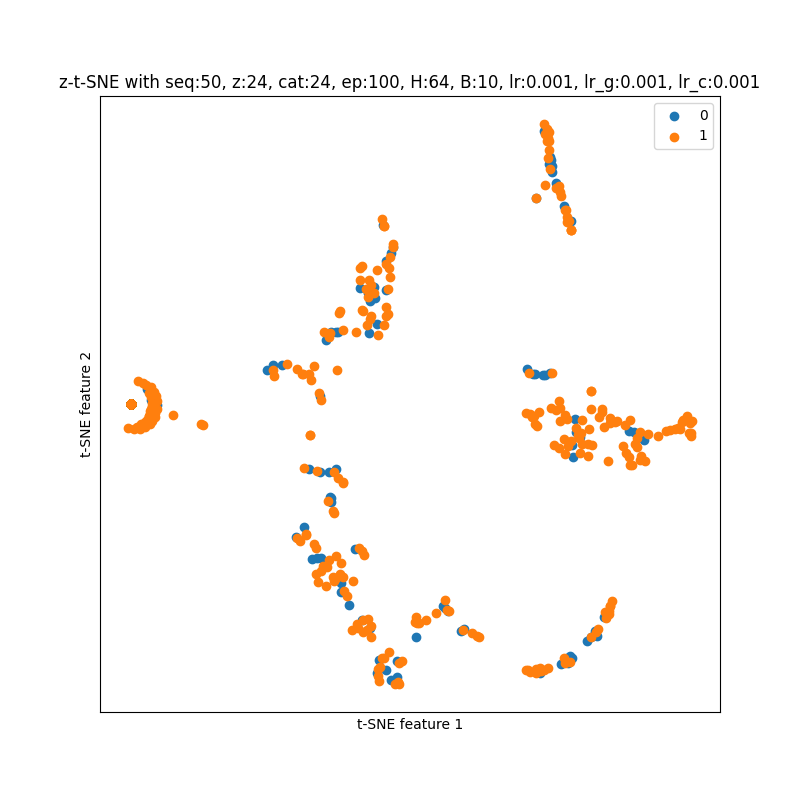 z-t-SNE with seq:50, z:24, cat:24, ep:100, H:64, B:10, lr:0.001, lr_g:0.001, lr_c:0.001
0
1
t-SNE feature 2
t-SNE feature 1